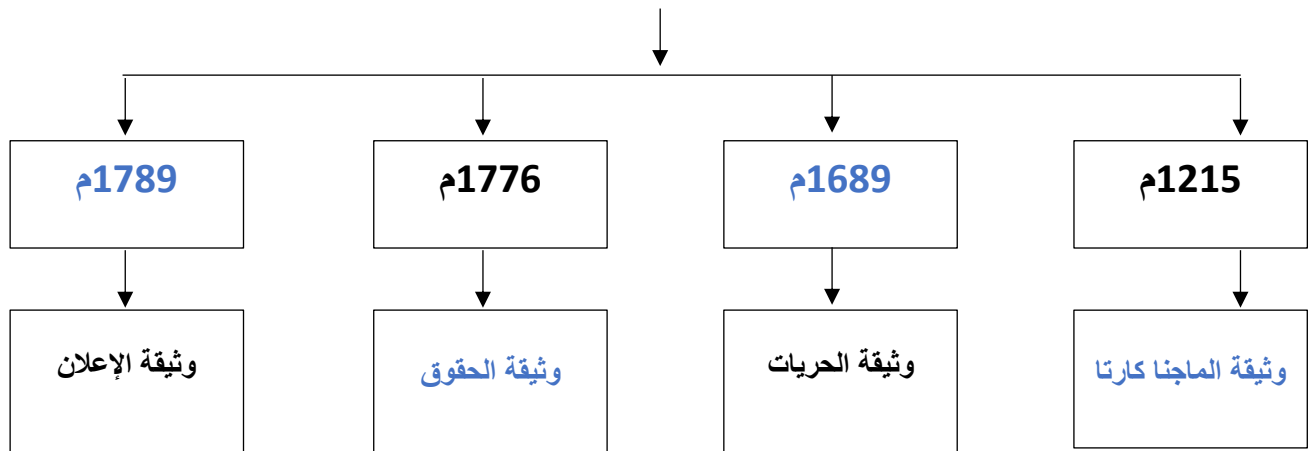 1215م
1689م
1776م
1789م
وثيقة الماجنا كارتا
وثيقة الحريات
وثيقة الحقوق
وثيقة الإعلان